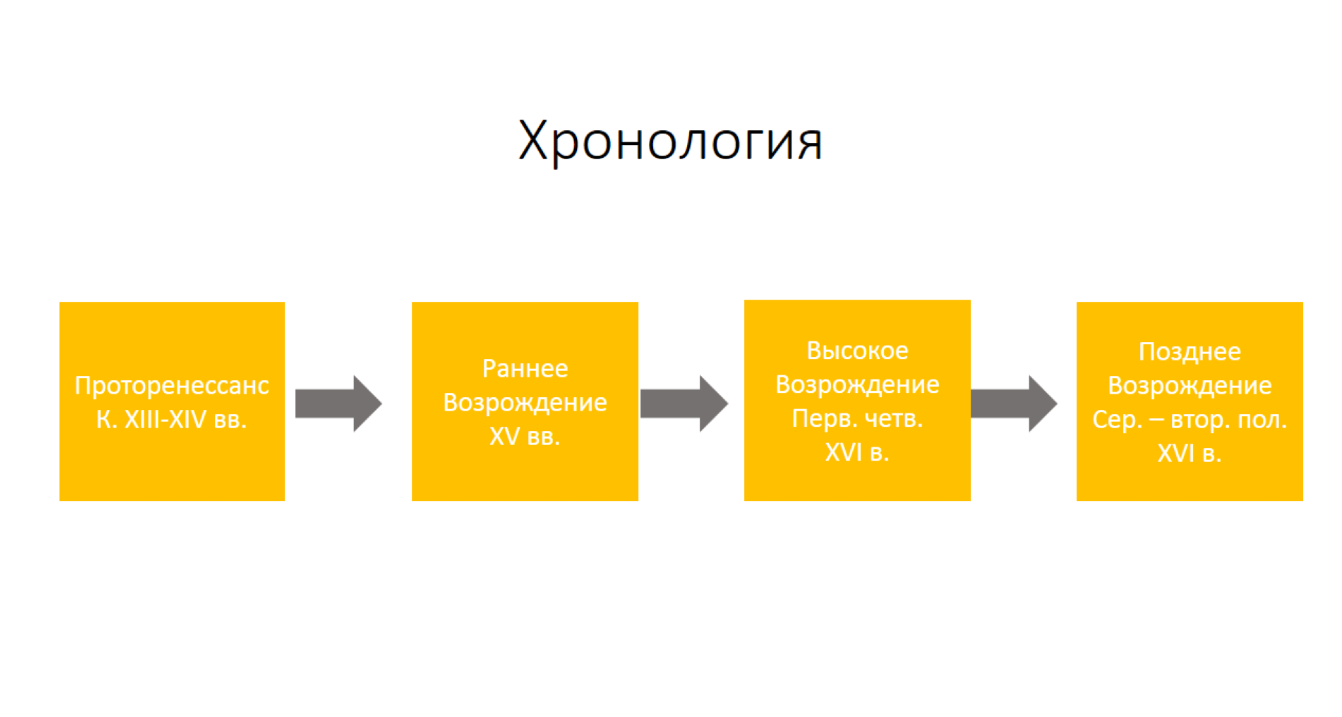 Хронология
Проторенессанс
К. XIII-XIV вв.
Раннее
Возрождение
XV вв.
Высокое
Возрождение
Перв. четв.
XVI в.
Позднее
Возрождение
Сер. – втор. пол.
XVI в.